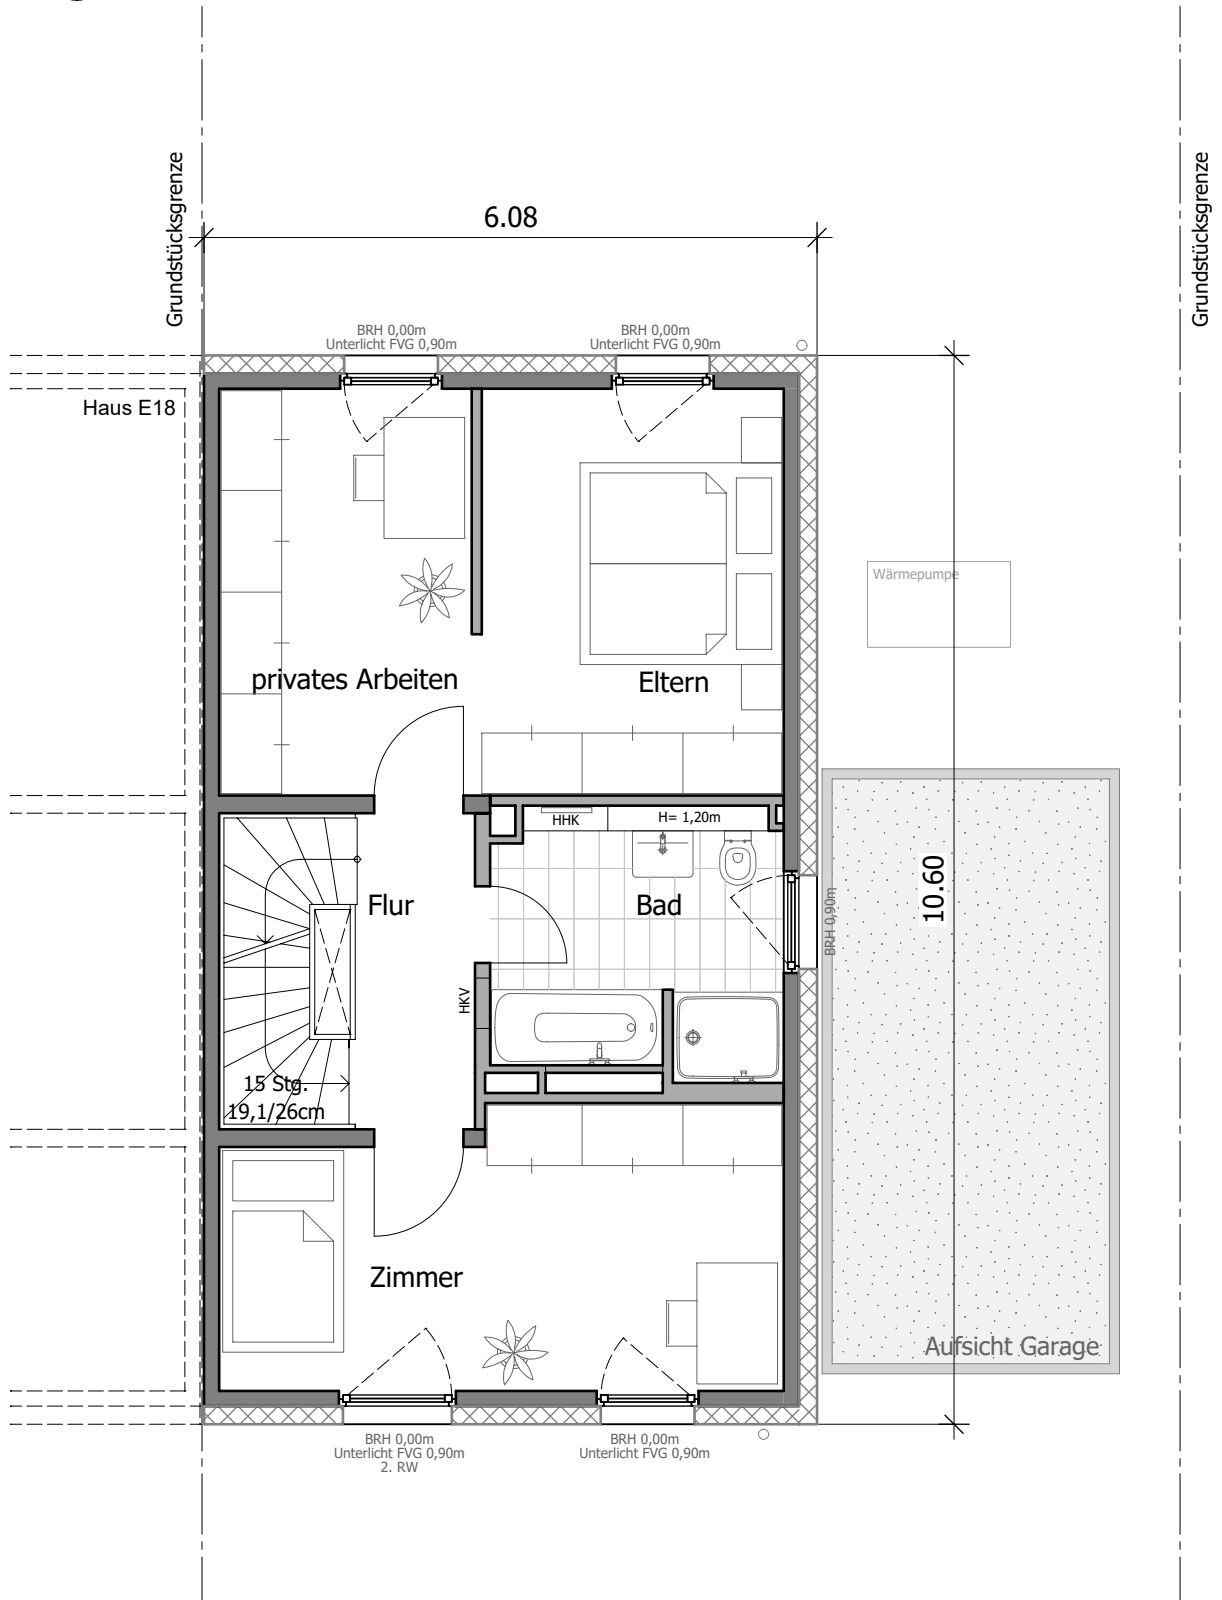 Grundstücksgrenze
Grundstücksgrenze
6.08
BRH 0,00m
Unterlicht FVG 0,90m
BRH 0,00m
Unterlicht FVG 0,90m
Haus E18
Wärmepumpe
privates Arbeiten
Eltern
HHK
H= 1,20m
Flur
Bad
BRH 0,90m
10.60
HKV
15 Stg.
19,1/26cm
Zimmer
Aufsicht Garage
BRH 0,00m
Unterlicht FVG 0,90m
2. RW
BRH 0,00m
Unterlicht FVG 0,90m